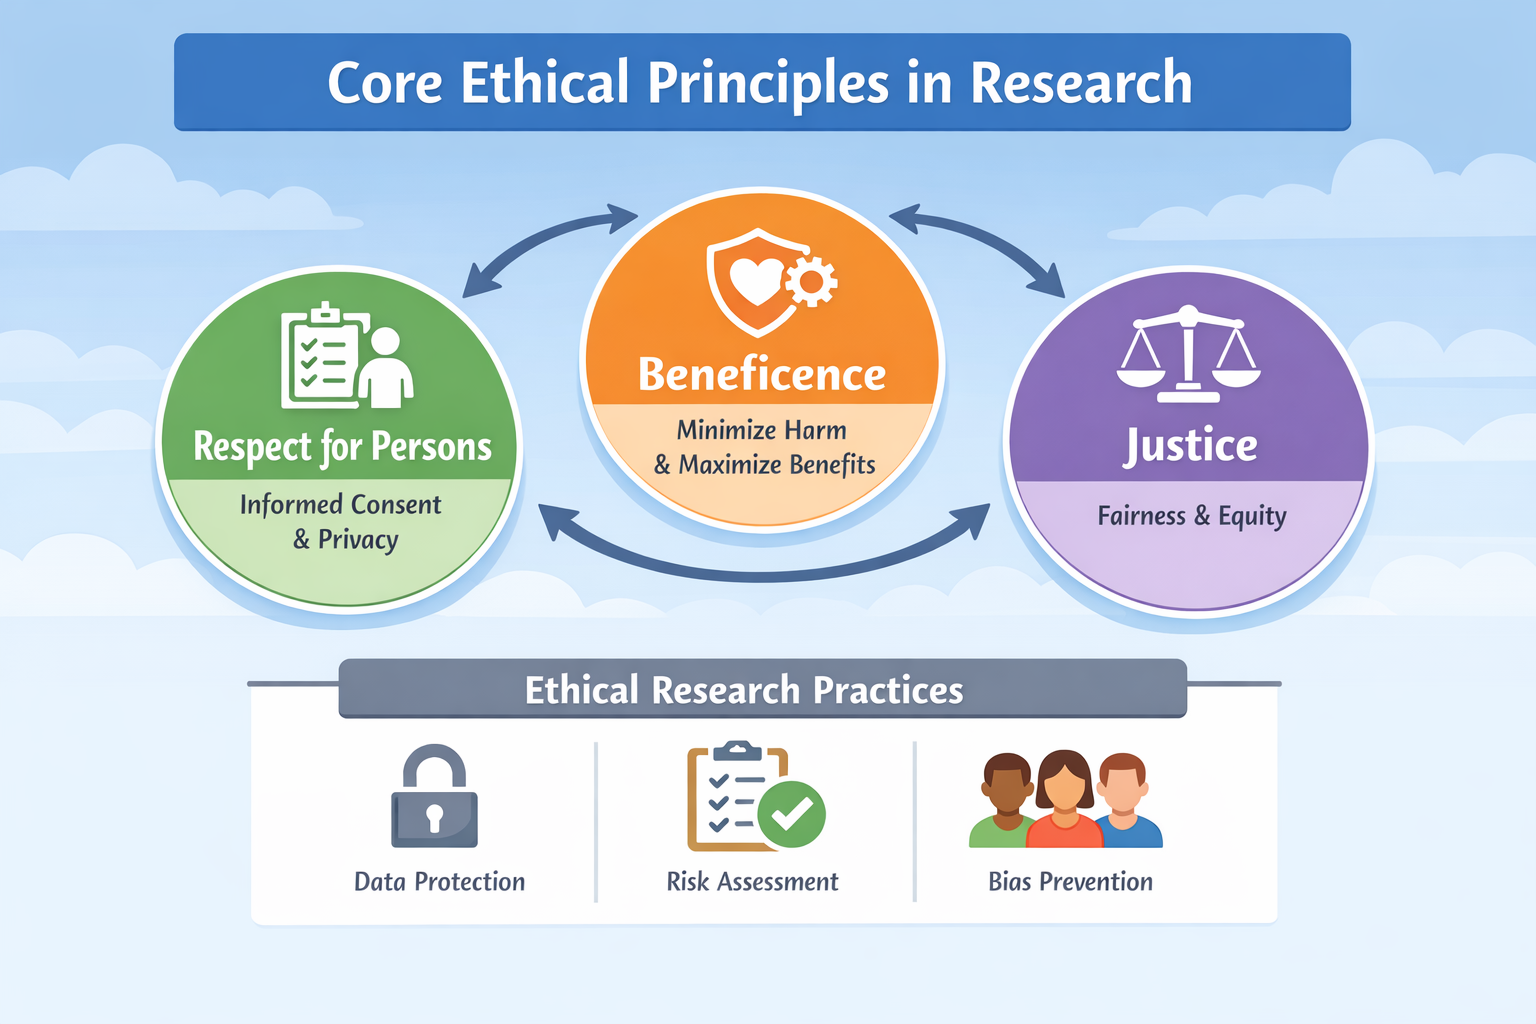 Core Ethical Principles in Research
Respect for Persons
Informed Consent
& Privacy
Beneficence
Minimize Harm
& Maximize Benefits
Justice
Fairness & Equity
Ethical Research Practices
Data Protection
Risk Assessment
Bias Prevention